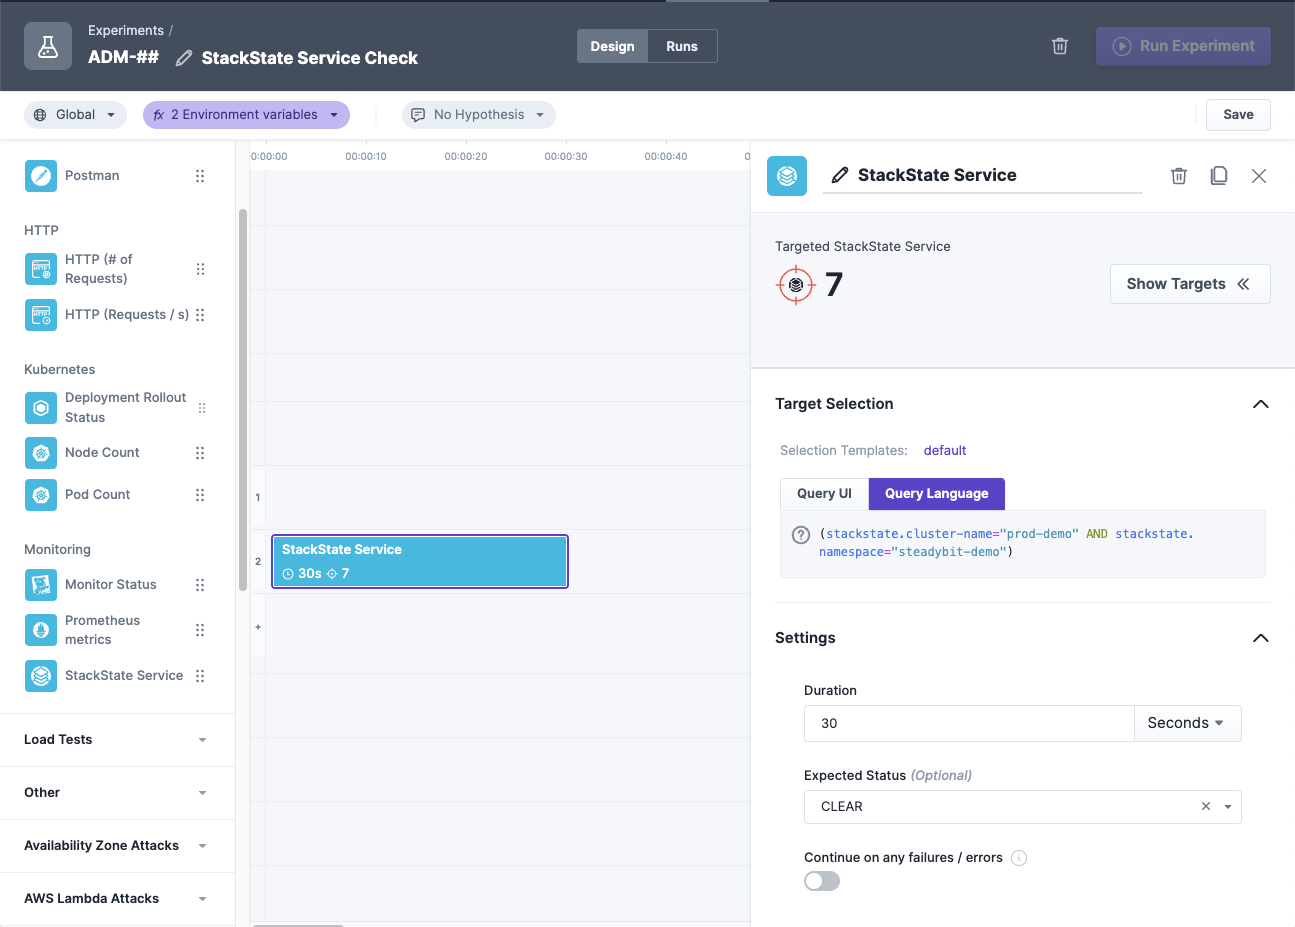 Experiments /
ADM-## StackState Service Check
Design Runs
Run Experiment
Global
fx 2 Environment variables
No Hypothesis
Save
Postman
HTTP
HTTP (# of
Requests)
HTTP (Requests / s)
Kubernetes
Deployment Rollout
Status
Node Count
Pod Count
Monitoring
Monitor Status
Prometheus
metrics
StackState Service
Load Tests
Other
Availability Zone Attacks
AWS Lambda Attacks
0:00:00 00:00:10 00:00:20 00:00:30 00:00:40 0
1
2
StackState Service
30s 7
+
StackState Service
Targeted StackState Service
7
Show Targets
Target Selection
Selection Templates: default
Query UI Query Language
(stackstate.cluster-name="prod-demo" AND stackstate.
namespace="steadybit-demo")
Settings
Duration
30 Seconds
Expected Status (Optional)
CLEAR
Continue on any failures / errors